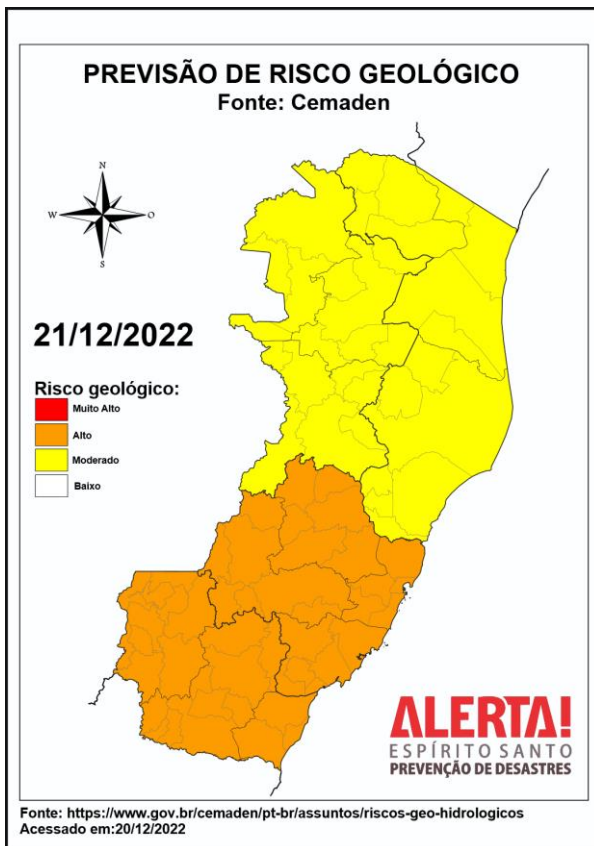 PREVISÃO DE RISCO GEOLÓGICO
Fonte: Cemaden
N
W O
S
21/12/2022
Risco geológico:
Muito Alto
Alto
Moderado
Baixo
ALERTA!
ESPÍRITO SANTO
PREVENÇÃO DE DESASTRES
Fonte: https://www.gov.br/cemaden/pt-br/assuntos/riscos-geo-hidrologicos
Acessado em:20/12/2022